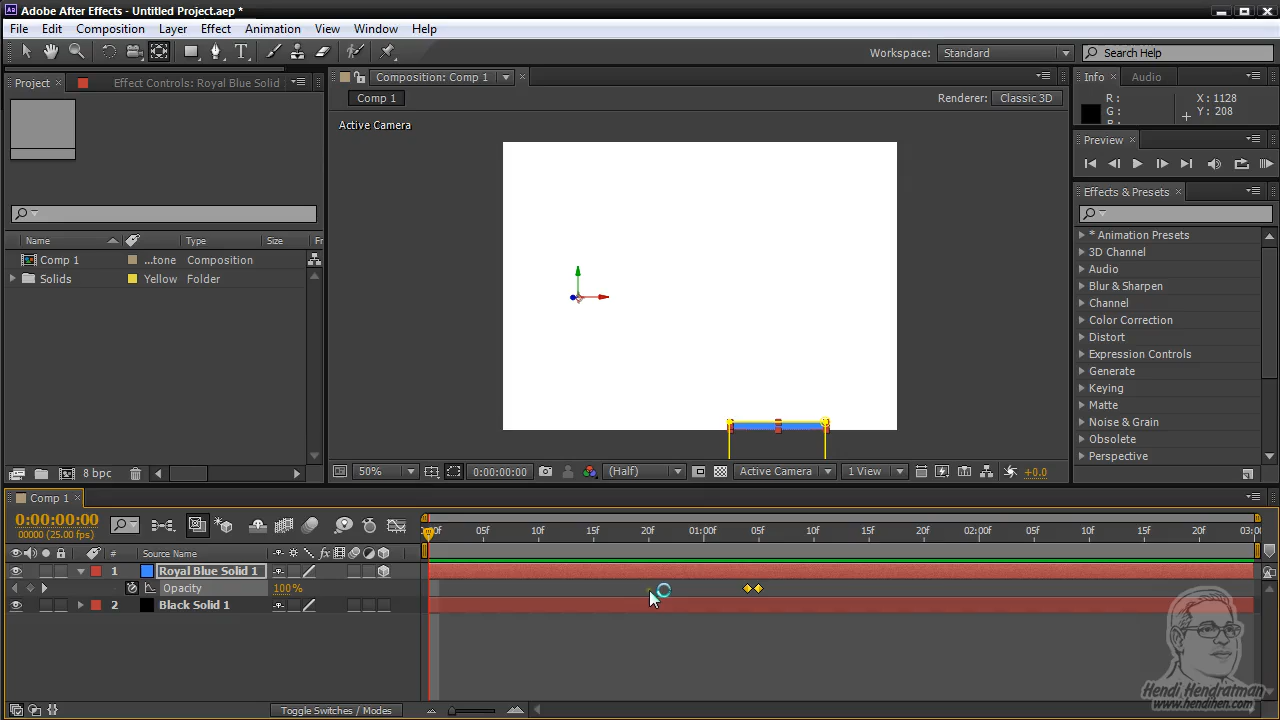 Adobe After Effects - Untitled Project.aep *
File Edit Composition Layer Effect Animation View Window Help
Workspace: Standard Search Help
Project Effect Controls: Royal Blue Solid Composition: Comp 1 Info Audio
Comp 1 Renderer: Classic 3D
R: X: 1128
G: Y: 208
B:
Active Camera
Preview
Effects & Presets
* Animation Presets
3D Channel
Audio
Blur & Sharpen
Channel
Color Correction
Distort
Expression Controls
Generate
Keying
Matte
Noise & Grain
Obsolete
Perspective
Name Type Size Fr
Comp 1 ...tone Composition
Solids Yellow Folder
8 bpc 50% 0:00:00:00 (Half) Active Camera 1 View +0.0
Comp 1
0:00:00:00
00000 (25.00 fps)
:00F 05F 10F 15F 20F 01:00F 05F 10F 15F 20F 02:00F 05F 10F 15F 20F 03:0
# Source Name
1 Royal Blue Solid 1
Opacity 100%
2 Black Solid 1
Toggle Switches / Modes
Hendi Hendratman
www.hendihen.com